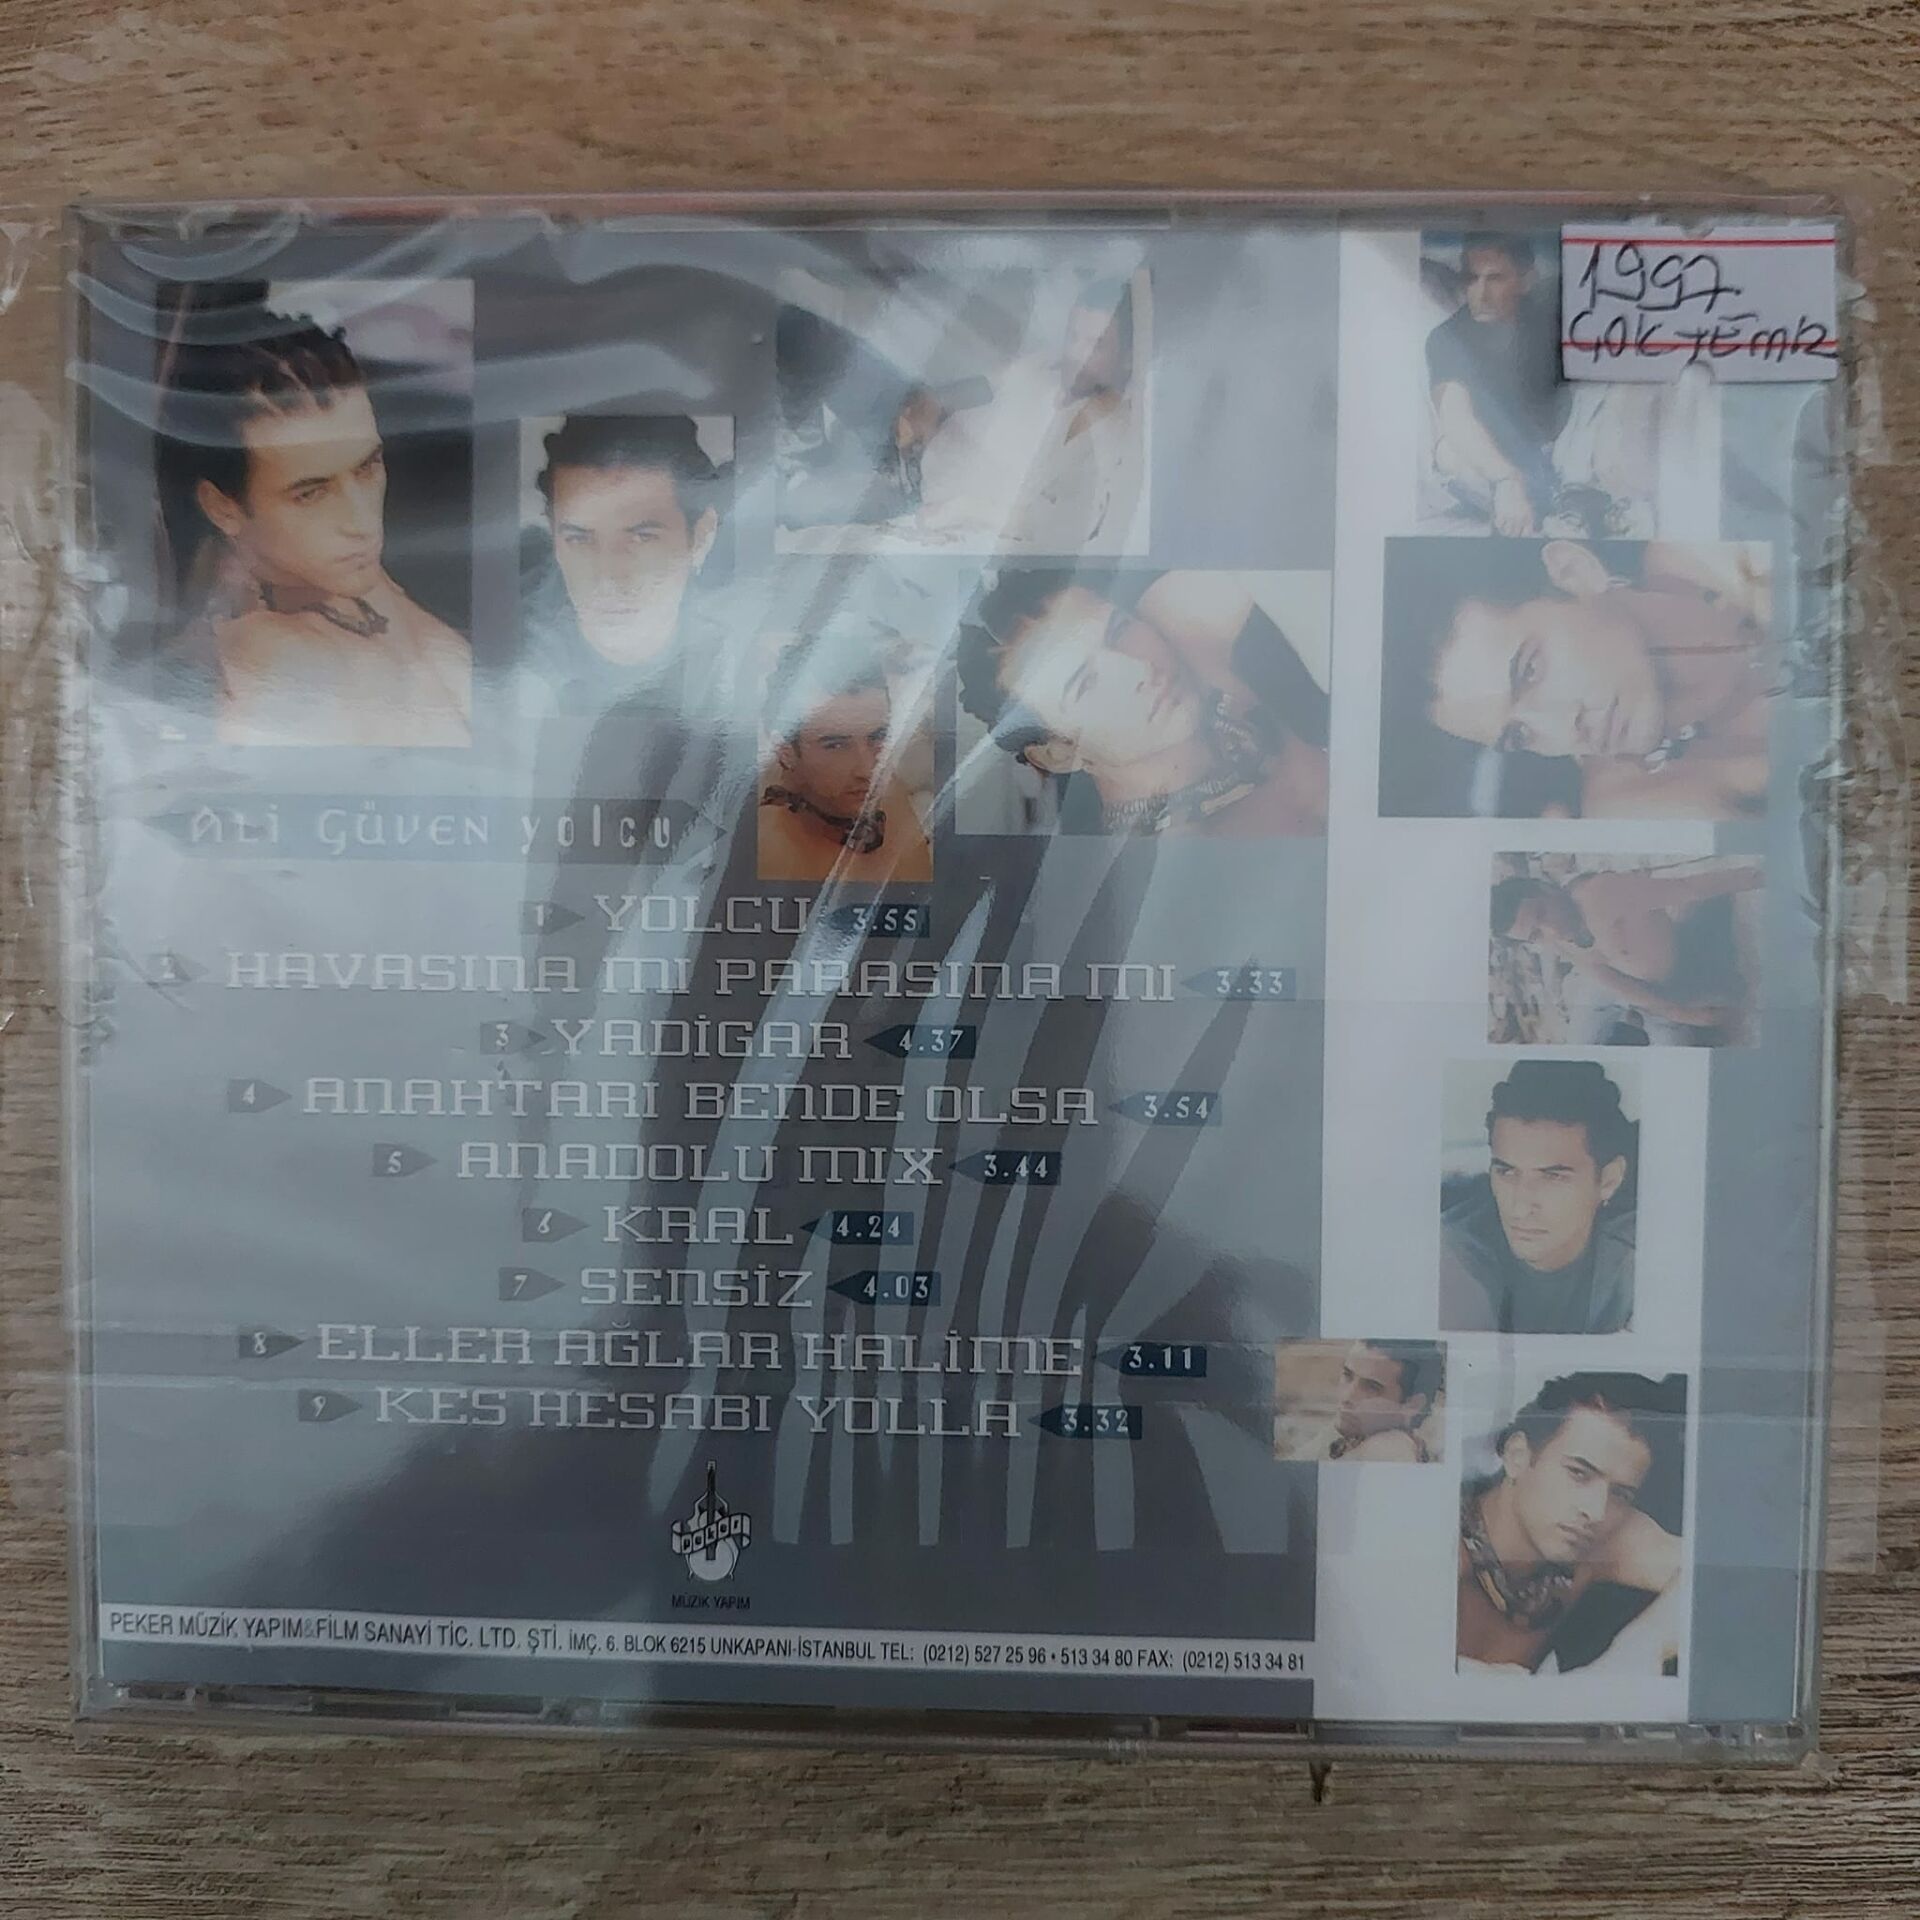 1997
ÇOK TEMİZ
ALİ GÜVEN YOLCU
1 YOLCU 3.55
2 HAVASINA MI PARASINA MI 3.33
3 YADİGAR 4.37
4 ANAHTARI BENDE OLSA 3.54
5 ANADOLU MIX 3.44
6 KRAL 4.24
7 SENSİZ 4.03
8 ELLER AĞLAR HALİME 3.11
9 KES HESABI YOLLA 3.32
peker
MÜZİK YAPIM
PEKER MÜZİK YAPIM&FİLM SANAYİ TİC. LTD. ŞTİ. İMÇ. 6. BLOK 6215 UNKAPANI-İSTANBUL TEL: (0212) 527 25 96 • 513 34 80 FAX: (0212) 513 34 81